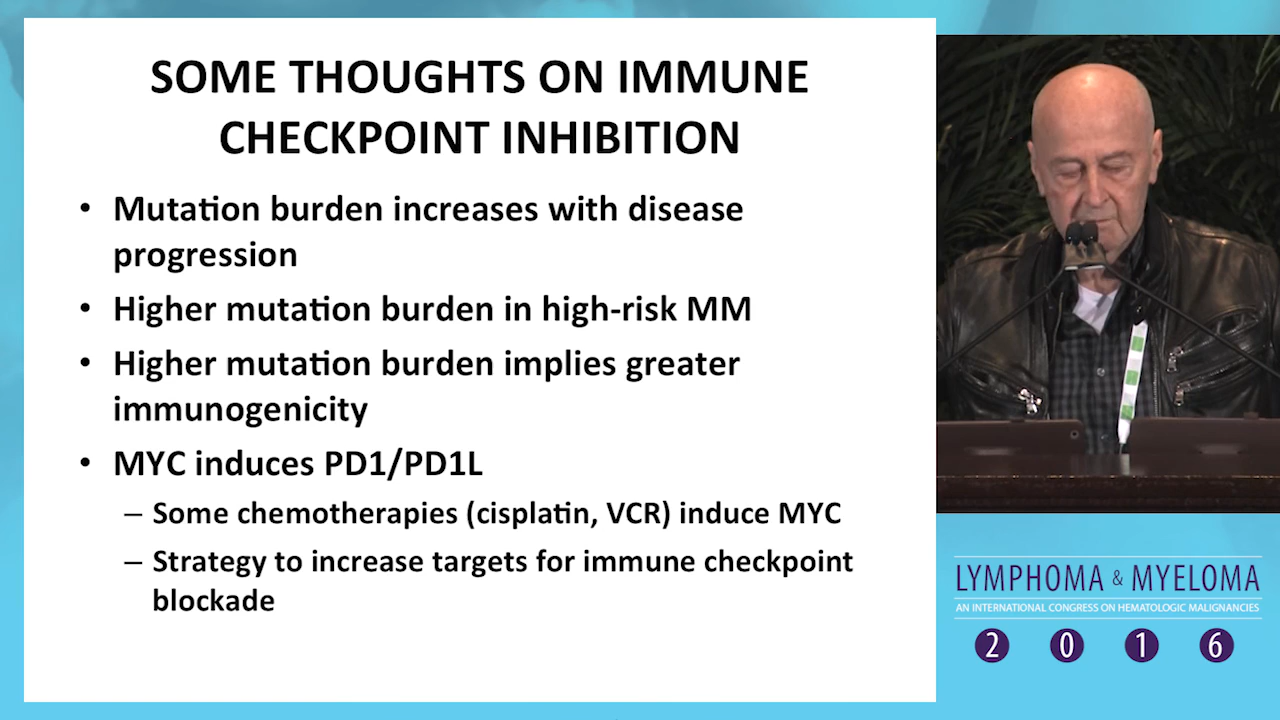 SOME THOUGHTS ON IMMUNE
CHECKPOINT INHIBITION
• Mutation burden increases with disease
progression
• Higher mutation burden in high-risk MM
• Higher mutation burden implies greater
immunogenicity
• MYC induces PD1/PD1L
– Some chemotherapies (cisplatin, VCR) induce MYC
– Strategy to increase targets for immune checkpoint
blockade
LYMPHOMA & MYELOMA
AN INTERNATIONAL CONGRESS ON HEMATOLOGIC MALIGNANCIES
2 0 1 6